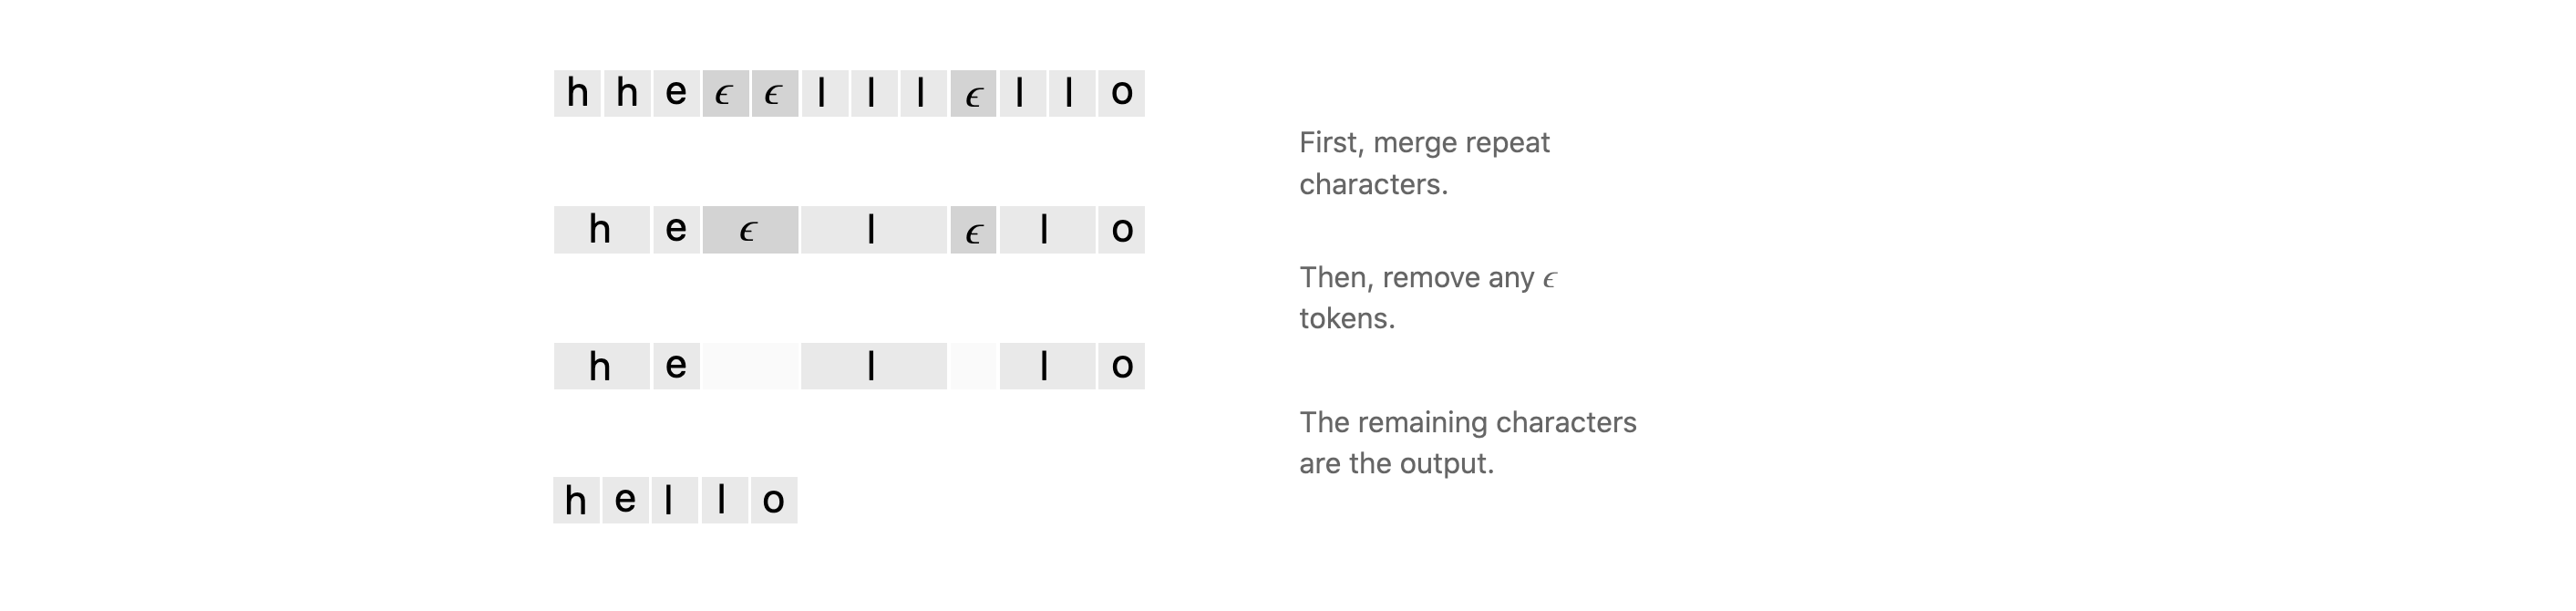 h h e ϵ ϵ l l l ϵ l l o
First, merge repeat
characters.
h e ϵ l ϵ l o
Then, remove any ϵ
tokens.
h e l l o
The remaining characters
are the output.
h e l l o